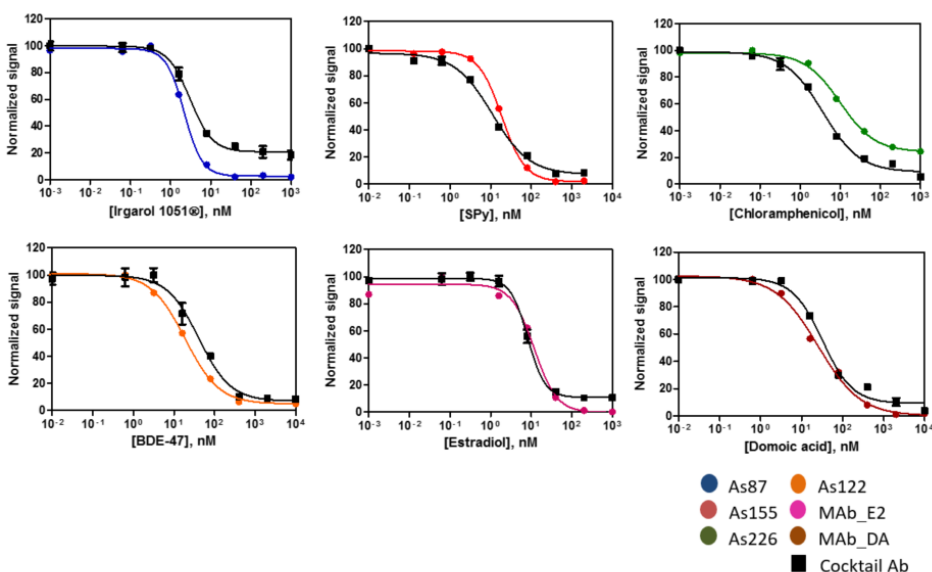 120
100
80
60
40
20
0
Normalized signal
10⁻³ 10⁻² 10⁻¹ 10⁰ 10¹ 10² 10³
[Irgarol 1051®], nM
120
100
80
60
40
20
0
Normalized signal
10⁻² 10⁻¹ 10⁰ 10¹ 10² 10³ 10⁴
[SPy], nM
120
100
80
60
40
20
0
Normalized signal
10⁻³ 10⁻² 10⁻¹ 10⁰ 10¹ 10² 10³
[Chloramphenicol], nM
120
100
80
60
40
20
0
Normalized signal
10⁻² 10⁻¹ 10⁰ 10¹ 10² 10³ 10⁴
[BDE-47], nM
120
100
80
60
40
20
0
Normalized signal
10⁻³ 10⁻² 10⁻¹ 10⁰ 10¹ 10² 10³
[Estradiol], nM
120
100
80
60
40
20
0
Normalized signal
10⁻² 10⁻¹ 10⁰ 10¹ 10² 10³ 10⁴
[Domoic acid], nM
As87 As122
As155 MAb_E2
As226 MAb_DA
Cocktail Ab